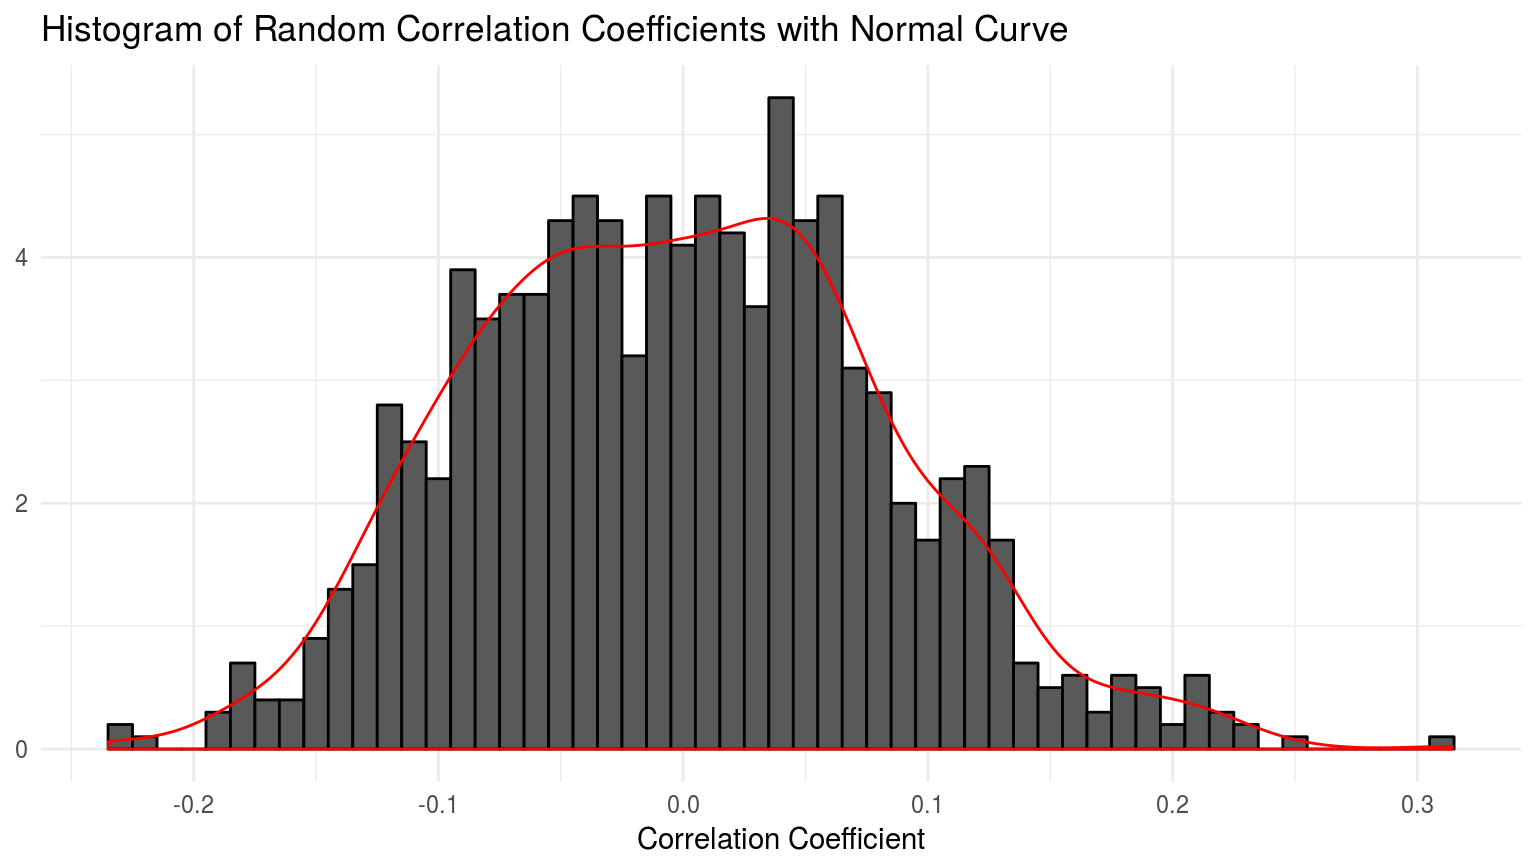 Histogram of Random Correlation Coefficients with Normal Curve
4
2
0
-0.2 -0.1 0.0 0.1 0.2 0.3
Correlation Coefficient